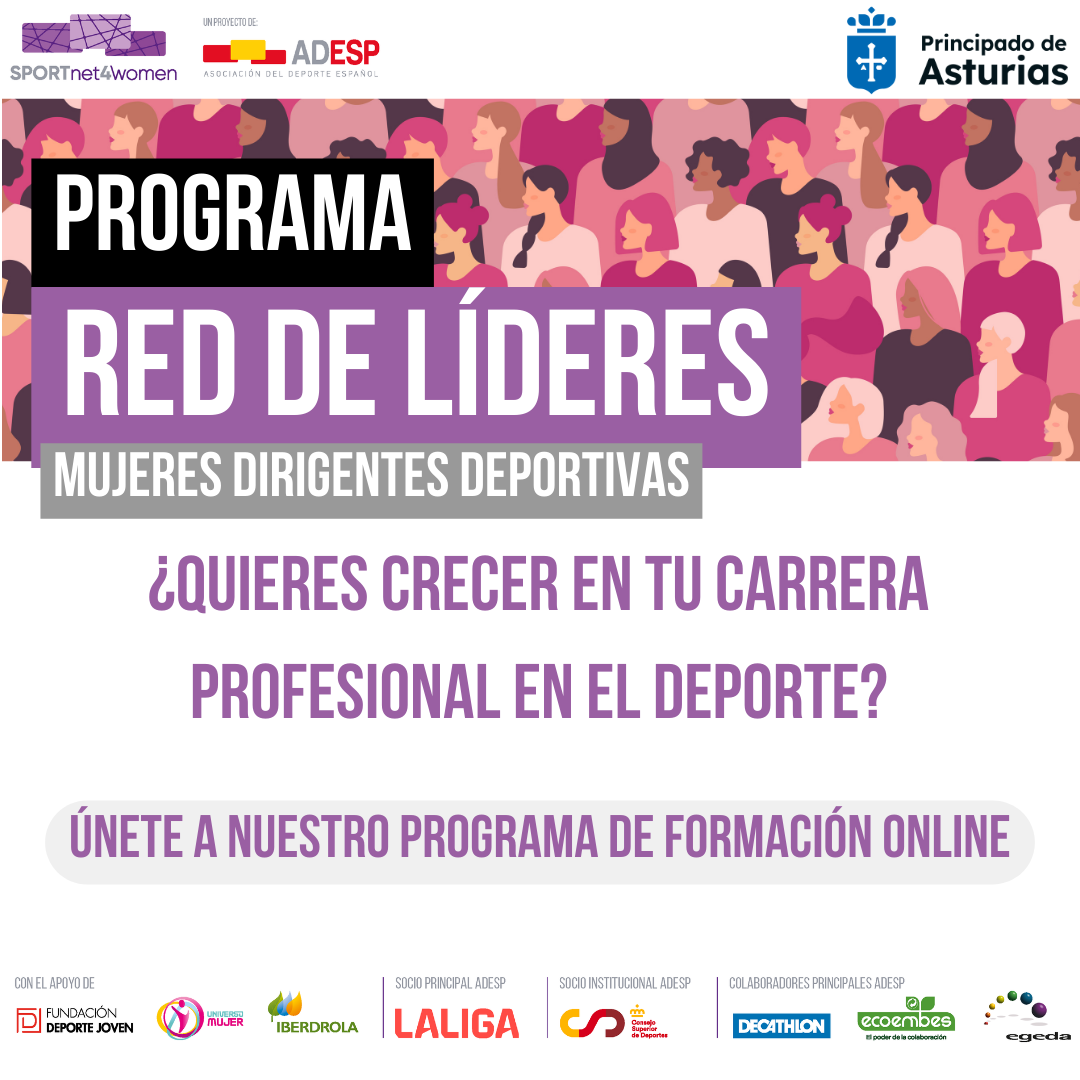 SPORTnet4women
UN PROYECTO DE:
ADESP
ASOCIACIÓN DEL DEPORTE ESPAÑOL
Principado de
Asturias
PROGRAMA
RED DE LÍDERES
MUJERES DIRIGENTES DEPORTIVAS
¿QUIERES CRECER EN TU CARRERA
PROFESIONAL EN EL DEPORTE?
ÚNETE A NUESTRO PROGRAMA DE FORMACIÓN ONLINE
CON EL APOYO DE
FUNDACIÓN
DEPORTE JOVEN
UNIVERSO
MUJER
IBERDROLA
SOCIO PRINCIPAL ADESP
LALIGA
SOCIO INSTITUCIONAL ADESP
CSD
Consejo
Superior
de Deportes
COLABORADORES PRINCIPALES ADESP
DECATHLON
ecoembes
El poder de la colaboración
egeda